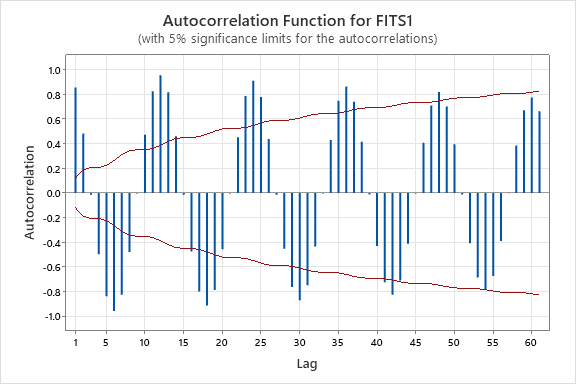 Autocorrelation Function for FITS1
(with 5% significance limits for the autocorrelations)
1.0
0.8
0.6
0.4
0.2
0.0
-0.2
-0.4
-0.6
-0.8
-1.0
Autocorrelation
1 5 10 15 20 25 30 35 40 45 50 55 60
Lag